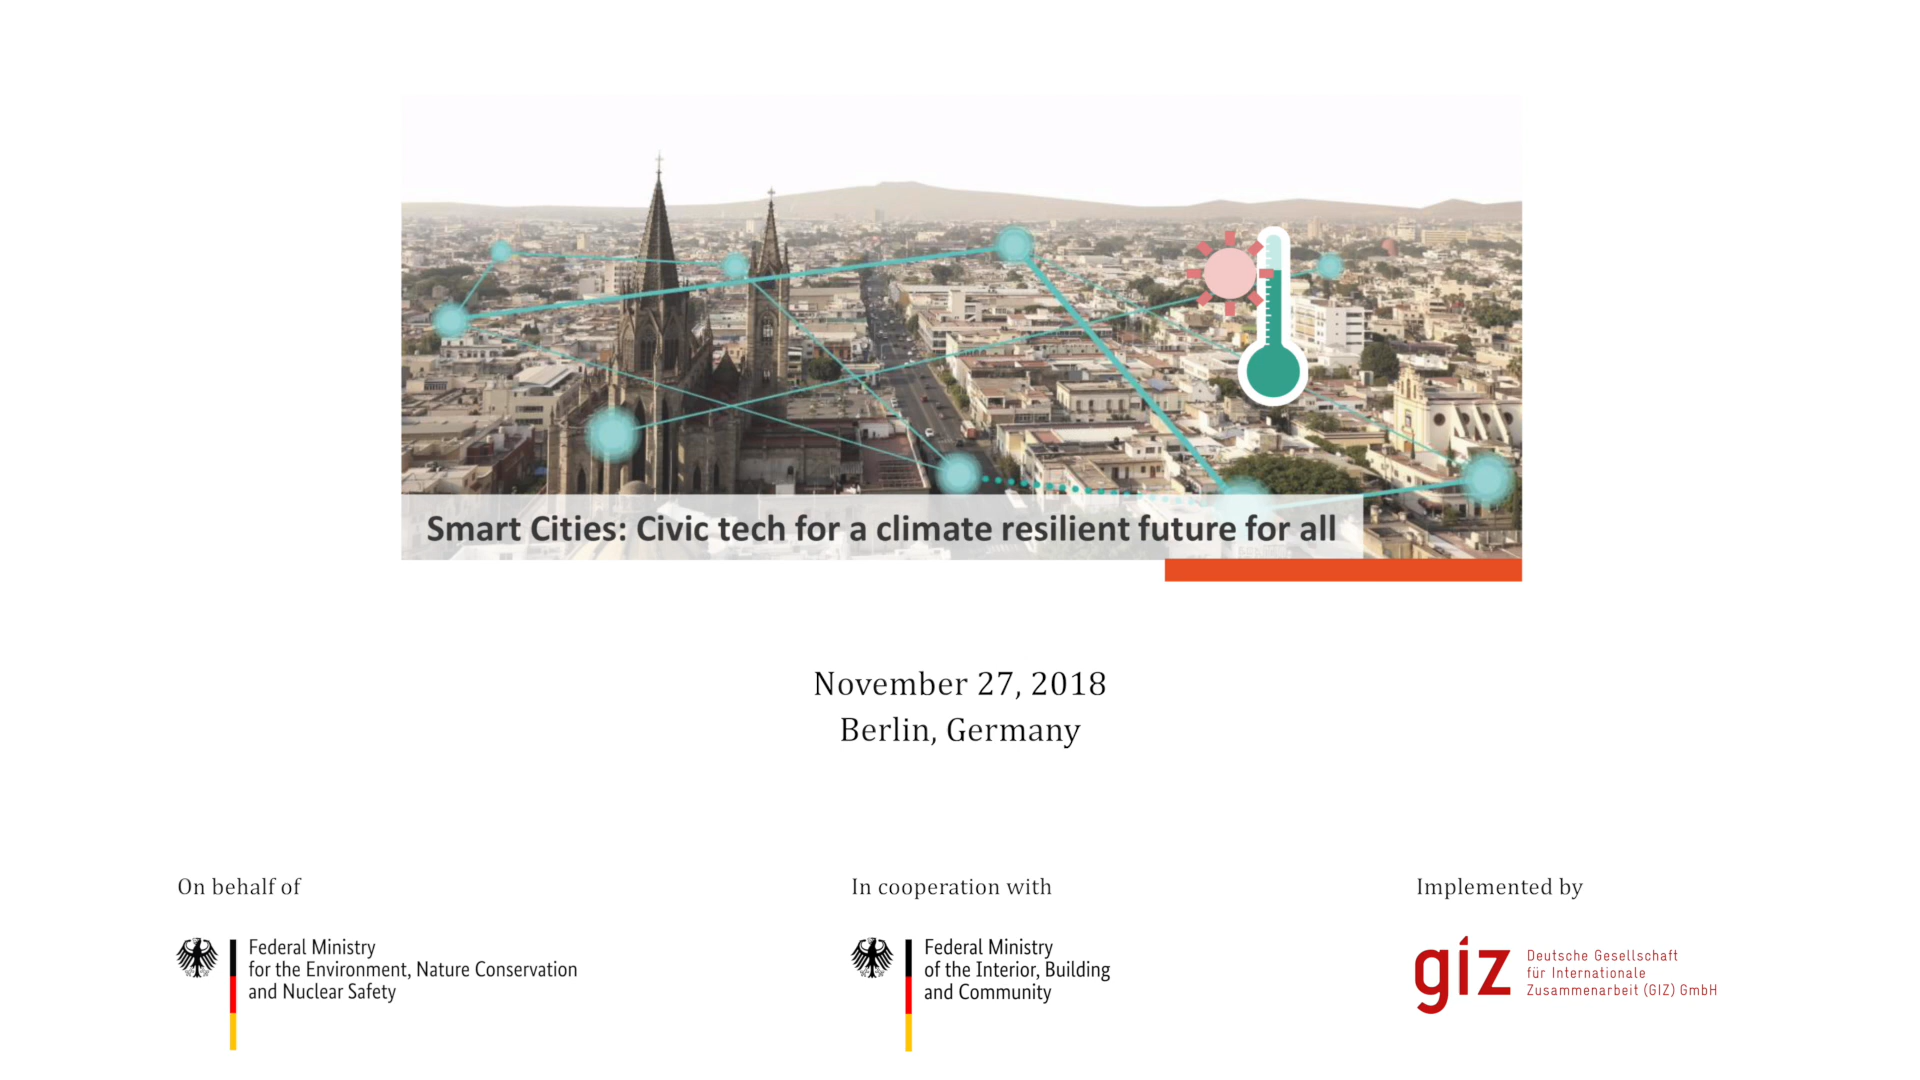 Smart Cities: Civic tech for a climate resilient future for all
November 27, 2018
Berlin, Germany
On behalf of
Federal Ministry
for the Environment, Nature Conservation
and Nuclear Safety
In cooperation with
Federal Ministry
of the Interior, Building
and Community
Implemented by
giz
Deutsche Gesellschaft
für Internationale
Zusammenarbeit (GIZ) GmbH